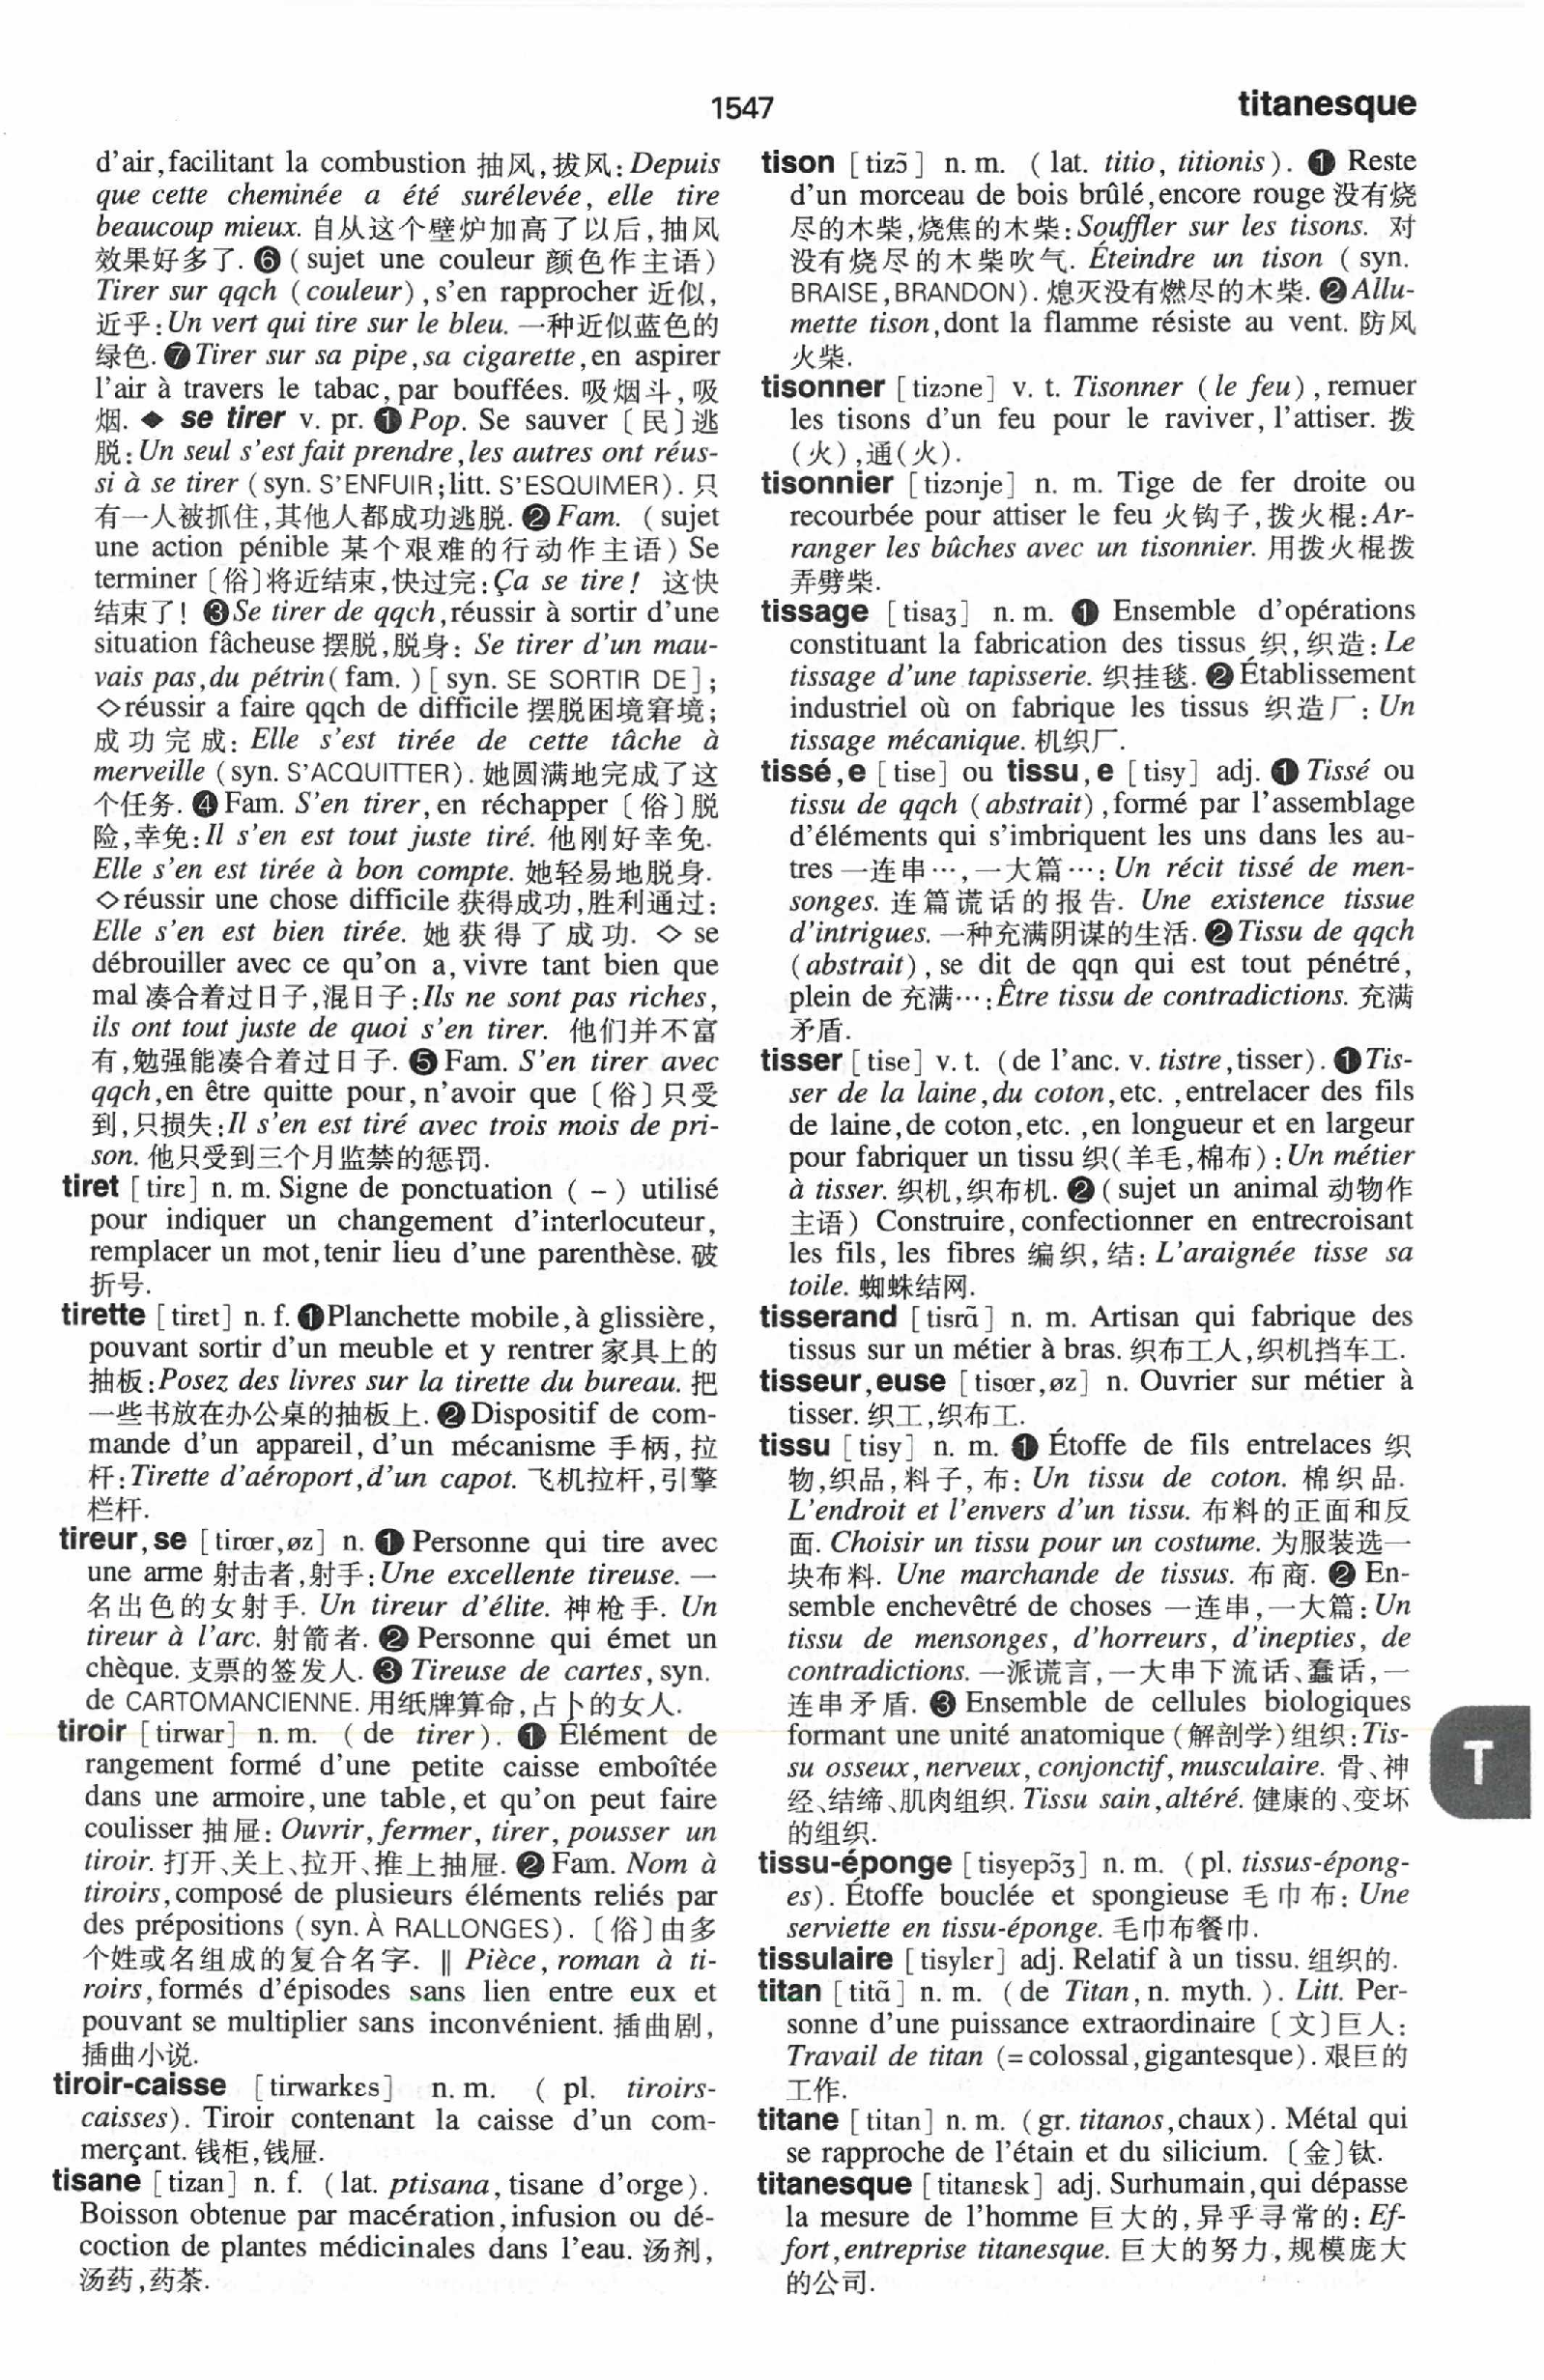 1547
titanesque
d'air,facilitant la combustion 抽风,拔风:Depuis
que cette cheminée a été surélevée, elle tire
beaucoup mieux. 自从这个壁炉加高了以后,抽风
效果好多了. ❻ (sujet une couleur 颜色作主语)
Tirer sur qqch (couleur),s'en rapprocher 近似,
近乎:Un vert qui tire sur le bleu. 一种近似蓝色的
绿色. ❼ Tirer sur sa pipe,sa cigarette,en aspirer
l'air à travers le tabac,par bouffées. 吸烟斗,吸
烟. ◆ se tirer v. pr. ❶ Pop. Se sauver 〔民〕逃
脱:Un seul s'est fait prendre,les autres ont réus-
si à se tirer (syn. S'ENFUIR;litt. S'ESQUIMER). 只
有一人被抓住,其他人都成功逃脱. ❷ Fam. (sujet
une action pénible 某个艰难的行动作主语) Se
terminer 〔俗〕将近结束,快过完:Ça se tire! 这快
结束了! ❸ Se tirer de qqch,réussir à sortir d'une
situation fâcheuse 摆脱,脱身: Se tirer d'un mau-
vais pas,du pétrin(fam. ) [syn. SE SORTIR DE];
◇réussir a faire qqch de difficile 摆脱困境窘境;
成功完成: Elle s'est tirée de cette tâche à
merveille (syn. S'ACQUITTER). 她圆满地完成了这
个任务. ❹ Fam. S'en tirer,en réchapper 〔俗〕脱
险,幸免:Il s'en est tout juste tiré. 他刚好幸免.
Elle s'en est tirée à bon compte. 她轻易地脱身.
◇réussir une chose difficile 获得成功,胜利通过:
Elle s'en est bien tirée. 她获得了成功. ◇ se
débrouiller avec ce qu'on a,vivre tant bien que
mal 凑合着过日子,混日子:Ils ne sont pas riches,
ils ont tout juste de quoi s'en tirer. 他们并不富
有,勉强能凑合着过日子. ❺ Fam. S'en tirer avec
qqch,en être quitte pour,n'avoir que 〔俗〕只受
到,只损失:Il s'en est tiré avec trois mois de pri-
son. 他只受到三个月监禁的惩罚.
tiret [tirɛ] n. m. Signe de ponctuation ( – ) utilisé
pour indiquer un changement d'interlocuteur,
remplacer un mot,tenir lieu d'une parenthèse. 破
折号.
tirette [tirɛt] n. f. ❶Planchette mobile,à glissière,
pouvant sortir d'un meuble et y rentrer 家具上的
抽板:Posez des livres sur la tirette du bureau. 把
一些书放在办公桌的抽板上. ❷ Dispositif de com-
mande d'un appareil, d'un mécanisme 手柄,拉
杆:Tirette d'aéroport,d'un capot. 飞机拉杆,引擎
栏杆.
tireur,se [tirœr,øz] n. ❶ Personne qui tire avec
une arme 射击者,射手:Une excellente tireuse. 一
名出色的女射手. Un tireur d'élite. 神枪手. Un
tireur à l'arc. 射箭者. ❷ Personne qui émet un
chèque. 支票的签发人. ❸ Tireuse de cartes,syn.
de CARTOMANCIENNE. 用纸牌算命,占卜的女人.
tiroir [tirwar] n. m. (de tirer). ❶ Élément de
rangement formé d'une petite caisse emboîtée
dans une armoire,une table,et qu'on peut faire
coulisser 抽屉: Ouvrir,fermer, tirer, pousser un
tiroir. 打开、关上、拉开、推上抽屉. ❷ Fam. Nom à
tiroirs,composé de plusieurs éléments reliés par
des prépositions (syn. À RALLONGES). 〔俗〕由多
个姓或名组成的复合名字. ‖ Pièce, roman à ti-
roirs,formés d'épisodes sans lien entre eux et
pouvant se multiplier sans inconvénient. 插曲剧,
插曲小说.
tiroir-caisse [tirwarkɛs] n. m. ( pl. tiroirs-
caisses). Tiroir contenant la caisse d'un com-
merçant. 钱柜,钱屉.
tisane [tizan] n. f. (lat. ptisana, tisane d'orge).
Boisson obtenue par macération,infusion ou dé-
coction de plantes médicinales dans l'eau. 汤剂,
汤药,药茶.
tison [tizɔ̃] n. m. (lat. titio, titionis). ❶ Reste
d'un morceau de bois brûlé,encore rouge 没有烧
尽的木柴,烧焦的木柴:Souffler sur les tisons. 对
没有烧尽的木柴吹气. Éteindre un tison (syn.
BRAISE,BRANDON). 熄灭没有燃尽的木柴. ❷ Allu-
mette tison,dont la flamme résiste au vent. 防风
火柴.
tisonner [tizɔne] v. t. Tisonner (le feu),remuer
les tisons d'un feu pour le raviver,l'attiser. 拨
(火),通(火).
tisonnier [tizɔnje] n. m. Tige de fer droite ou
recourbée pour attiser le feu 火钩子,拨火棍:Ar-
ranger les bûches avec un tisonnier. 用拨火棍拨
弄劈柴.
tissage [tisaʒ] n. m. ❶ Ensemble d'opérations
constituant la fabrication des tissus 织,织造:Le
tissage d'une tapisserie. 织挂毯. ❷ Établissement
industriel où on fabrique les tissus 织造厂: Un
tissage mécanique. 机织厂.
tissé,e [tise] ou tissu,e [tisy] adj. ❶ Tissé ou
tissu de qqch (abstrait),formé par l'assemblage
d'éléments qui s'imbriquent les uns dans les au-
tres 一连串…,一大篇…: Un récit tissé de men-
songes. 连篇谎话的报告. Une existence tissue
d'intrigues. 一种充满阴谋的生活. ❷ Tissu de qqch
(abstrait), se dit de qqn qui est tout pénétré,
plein de 充满…:Être tissu de contradictions. 充满
矛盾.
tisser [tise] v. t. (de l'anc. v. tistre,tisser). ❶ Tis-
ser de la laine,du coton,etc. ,entrelacer des fils
de laine,de coton,etc. ,en longueur et en largeur
pour fabriquer un tissu 织(羊毛,棉布):Un métier
à tisser. 织机,织布机. ❷ (sujet un animal 动物作
主语) Construire,confectionner en entrecroisant
les fils, les fibres 编织,结: L'araignée tisse sa
toile. 蜘蛛结网.
tisserand [tisrɑ̃] n. m. Artisan qui fabrique des
tissus sur un métier à bras. 织布工人,织机挡车工.
tisseur,euse [tisœr,øz] n. Ouvrier sur métier à
tisser. 织工,织布工.
tissu [tisy] n. m. ❶ Étoffe de fils entrelaces 织
物,织品,料子,布: Un tissu de coton. 棉织品.
L'endroit et l'envers d'un tissu. 布料的正面和反
面. Choisir un tissu pour un costume. 为服装选一
块布料. Une marchande de tissus. 布商. ❷ En-
semble enchevêtré de choses 一连串,一大篇:Un
tissu de mensonges, d'horreurs, d'inepties, de
contradictions. 一派谎言,一大串下流话、蠢话,一
连串矛盾. ❸ Ensemble de cellules biologiques
formant une unité anatomique (解剖学)组织:Tis-
su osseux,nerveux,conjonctif,musculaire. 骨、神
经、结缔、肌肉组织. Tissu sain,altéré. 健康的、变坏
的组织.
T
tissu-éponge [tisyepɔ̃ʒ] n. m. (pl. tissus-épong-
es). Étoffe bouclée et spongieuse 毛巾布: Une
serviette en tissu-éponge. 毛巾布餐巾.
tissulaire [tisylɛr] adj. Relatif à un tissu. 组织的.
titan [titɑ̃] n. m. (de Titan,n. myth. ). Litt. Per-
sonne d'une puissance extraordinaire 〔文〕巨人:
Travail de titan (=colossal,gigantesque). 艰巨的
工作.
titane [titan] n. m. (gr. titanos,chaux). Métal qui
se rapproche de l'étain et du silicium. 〔金〕钛.
titanesque [titanɛsk] adj. Surhumain,qui dépasse
la mesure de l'homme 巨大的,异乎寻常的: Ef-
fort,entreprise titanesque. 巨大的努力,规模庞大
的公司.